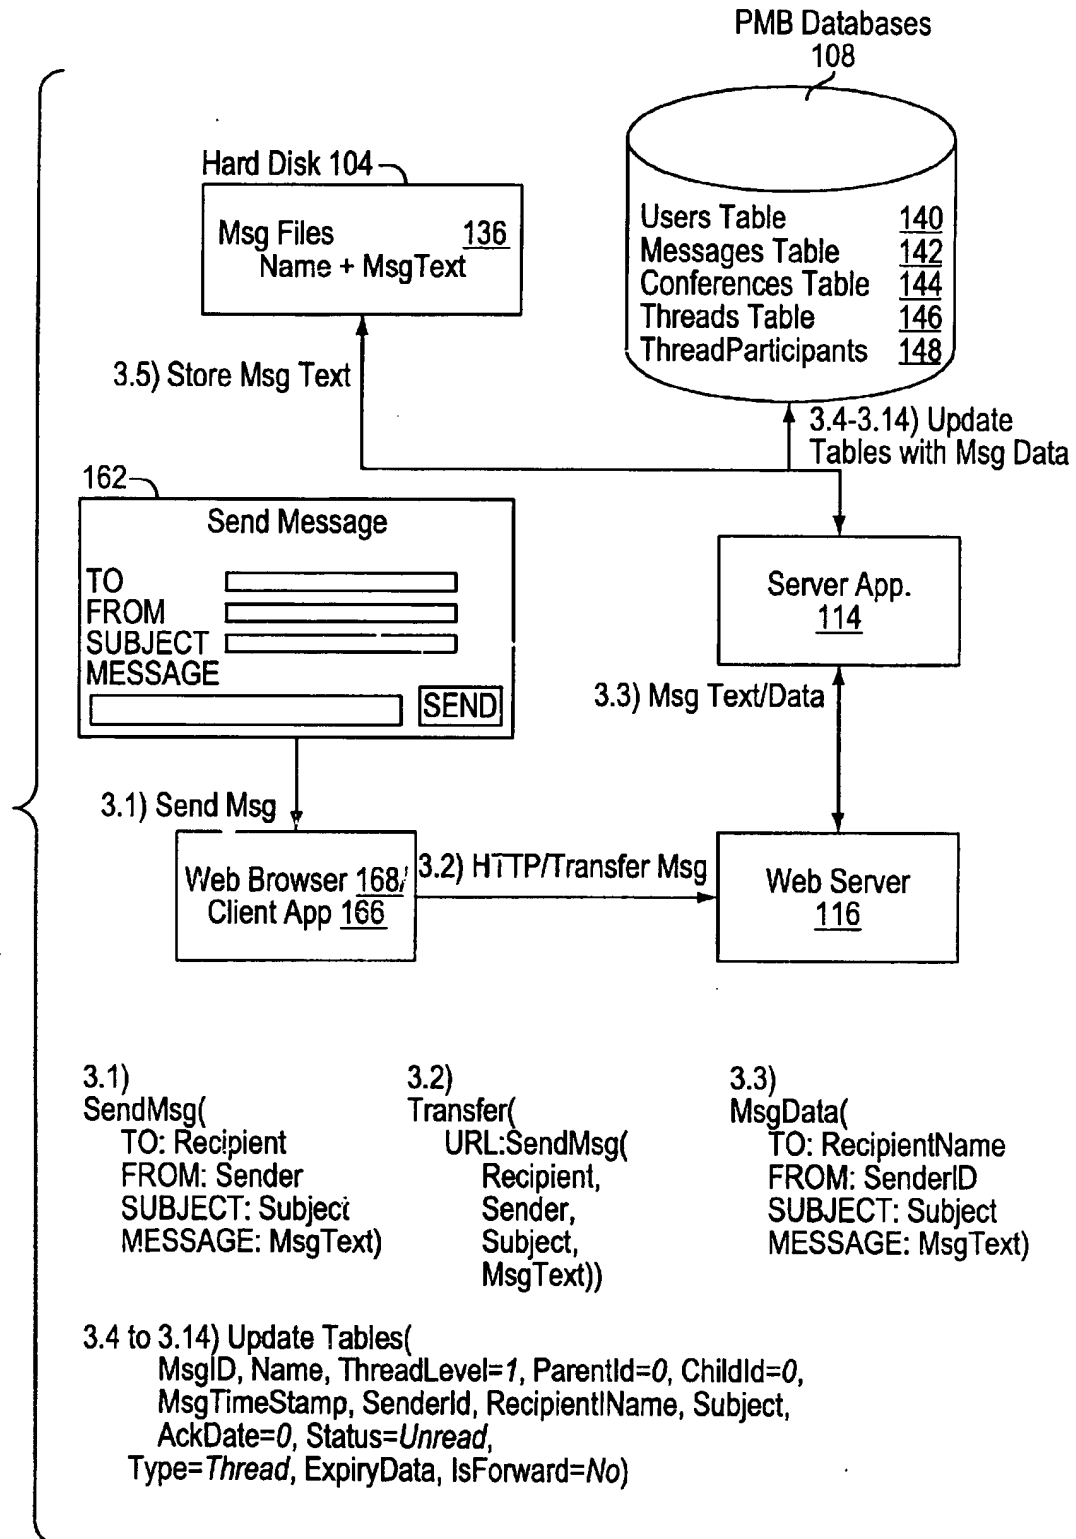 PMB Databases
108
Hard Disk 104
Msg Files 136
Name + MsgText
Users Table 140
Messages Table 142
Conferences Table 144
Threads Table 146
ThreadParticipants 148
3.5) Store Msg Text
3.4-3.14) Update
Tables with Msg Data
162
Send Message
TO
FROM
SUBJECT
MESSAGE
SEND
Server App.
114
3.3) Msg Text/Data
3.1) Send Msg
Web Browser 168/
Client App 166
3.2) HTTP/Transfer Msg
Web Server
116
3.1)
SendMsg(
TO: Recipient
FROM: Sender
SUBJECT: Subject
MESSAGE: MsgText)
3.2)
Transfer(
URL:SendMsg(
Recipient,
Sender,
Subject,
MsgText))
3.3)
MsgData(
TO: RecipientName
FROM: SenderID
SUBJECT: Subject
MESSAGE: MsgText)
3.4 to 3.14) Update Tables(
MsgID, Name, ThreadLevel=1, ParentId=0, ChildId=0,
MsgTimeStamp, SenderId, RecipientIName, Subject,
AckDate=0, Status=Unread,
Type=Thread, ExpiryData, IsForward=No)